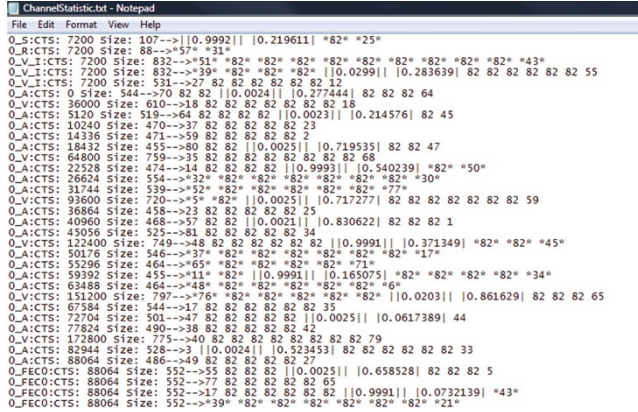 ChannelStatistic.txt - Notepad
File Edit Format View Help
0_S:CTS: 7200 Size: 107-->||0.9992|| |0.219611| *82* *25*
0_R:CTS: 7200 Size: 88-->*57* *31*
0_V_I:CTS: 7200 Size: 832-->*51* *82* *82* *82* *82* *82* *82* *82* *82* *82* *43*
0_V_I:CTS: 7200 Size: 832-->*39* *82* *82* *82* ||0.0299|| |0.283639| 82 82 82 82 82 82 55
0_V_I:CTS: 7200 Size: 531-->27 82 82 82 82 82 82 12
0_A:CTS: 0 Size: 544-->70 82 82 ||0.0024|| |0.277444| 82 82 82 64
0_V:CTS: 36000 Size: 610-->18 82 82 82 82 82 82 82 18
0_A:CTS: 5120 Size: 519-->64 82 82 82 82 ||0.0023|| |0.214576| 82 45
0_A:CTS: 10240 Size: 470-->37 82 82 82 82 82 23
0_A:CTS: 14336 Size: 471-->59 82 82 82 82 82 2
0_A:CTS: 18432 Size: 455-->80 82 82 ||0.0025|| |0.719535| 82 82 47
0_V:CTS: 64800 Size: 759-->35 82 82 82 82 82 82 82 82 68
0_A:CTS: 22528 Size: 474-->14 82 82 82 82 ||0.9993|| |0.540239| *82* *50*
0_A:CTS: 26624 Size: 554-->*32* *82* *82* *82* *82* *82* *82* *30*
0_A:CTS: 31744 Size: 539-->*52* *82* *82* *82* *82* *82* *77*
0_V:CTS: 93600 Size: 720-->*5* *82* ||0.0025|| |0.717277| 82 82 82 82 82 82 82 59
0_A:CTS: 36864 Size: 458-->23 82 82 82 82 82 25
0_A:CTS: 40960 Size: 468-->57 82 82 ||0.0021|| |0.830622| 82 82 82 1
0_A:CTS: 45056 Size: 525-->81 82 82 82 82 82 34
0_V:CTS: 122400 Size: 749-->48 82 82 82 82 82 82 ||0.9991|| |0.371349| *82* *82* *45*
0_A:CTS: 50176 Size: 546-->*37* *82* *82* *82* *82* *82* *82* *17*
0_A:CTS: 55296 Size: 464-->*65* *82* *82* *82* *82* *71*
0_A:CTS: 59392 Size: 455-->*11* *82* ||0.9991|| |0.165075| *82* *82* *82* *82* *34*
0_A:CTS: 63488 Size: 464-->*48* *82* *82* *82* *82* *82* *6*
0_V:CTS: 151200 Size: 797-->*76* *82* *82* *82* *82* *82* ||0.0203|| |0.861629| 82 82 82 65
0_A:CTS: 67584 Size: 544-->17 82 82 82 82 82 82 35
0_A:CTS: 72704 Size: 501-->47 82 82 82 82 82 ||0.0025|| |0.0617389| 44
0_A:CTS: 77824 Size: 490-->38 82 82 82 82 82 42
0_V:CTS: 172800 Size: 775-->40 82 82 82 82 82 82 82 82 79
0_A:CTS: 82944 Size: 528-->3 ||0.0024|| |0.523453| 82 82 82 82 82 82 33
0_A:CTS: 88064 Size: 486-->49 82 82 82 82 82 27
0_FEC0:CTS: 88064 Size: 552-->55 82 82 82 ||0.0025|| |0.658528| 82 82 82 5
0_FEC0:CTS: 88064 Size: 552-->77 82 82 82 82 82 65
0_FEC0:CTS: 88064 Size: 552-->17 82 82 82 82 82 82 ||0.9991|| |0.0732139| *43*
0_FEC0:CTS: 88064 Size: 552-->*39* *82* *82* *82* *82* *82* *82* *21*